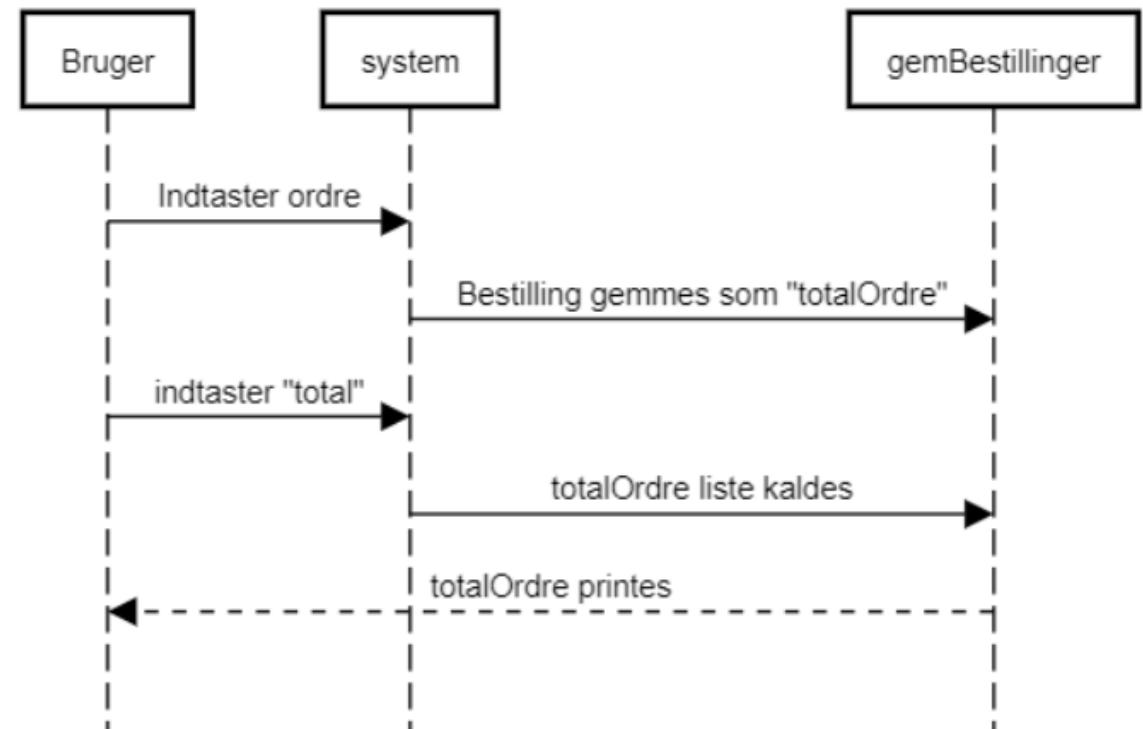 Bruger
system
gemBestillinger
Indtaster ordre
Bestilling gemmes som "totalOrdre"
indtaster "total"
totalOrdre liste kaldes
totalOrdre printes